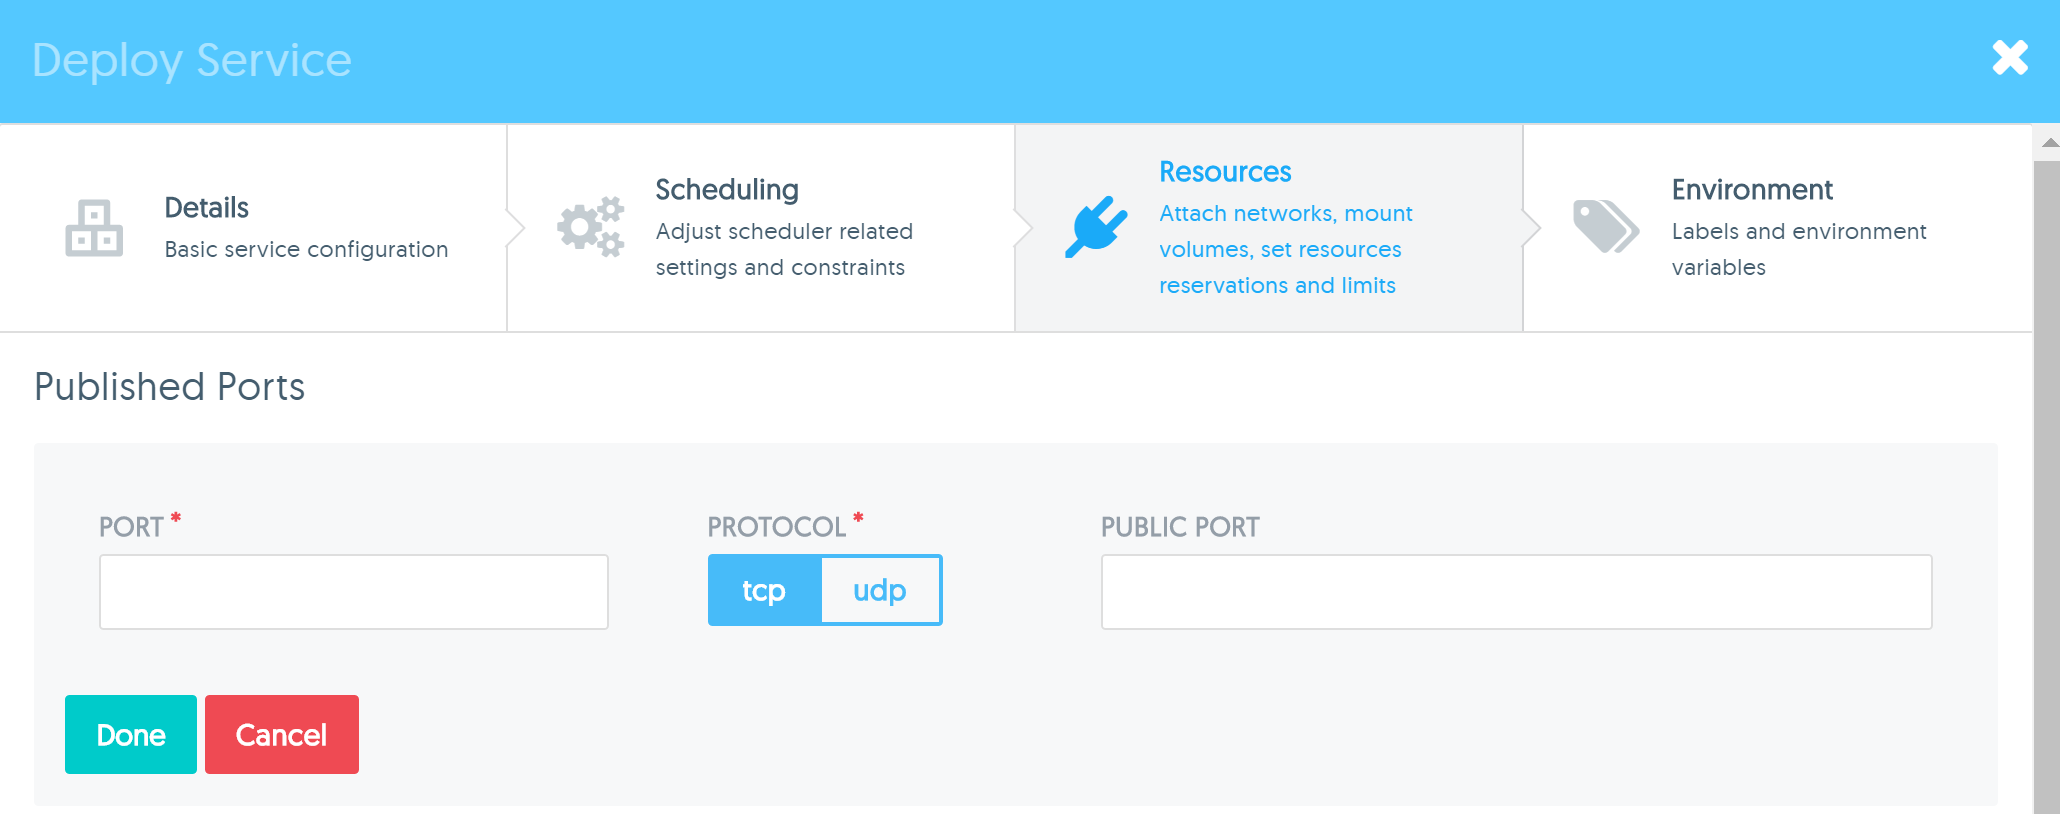 Deploy Service
Details
Basic service configuration
Scheduling
Adjust scheduler related
settings and constraints
Resources
Attach networks, mount
volumes, set resources
reservations and limits
Environment
Labels and environment
variables
Published Ports
PORT *
PROTOCOL *
PUBLIC PORT
tcp udp
Done Cancel